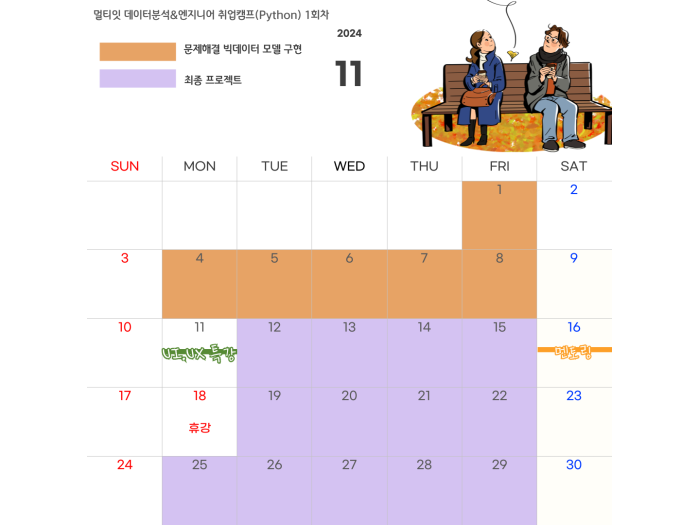 멀티잇 데이터분석&엔지니어 취업캠프(Python) 1회차
2024
11
문제해결 빅데이터 모델 구현
최종 프로젝트
SUN MON TUE WED THU FRI SAT
1 2
3 4 5 6 7 8 9
10 11 12 13 14 15 16
UI,UX 특강 멘토링
17 18 19 20 21 22 23
휴강
24 25 26 27 28 29 30